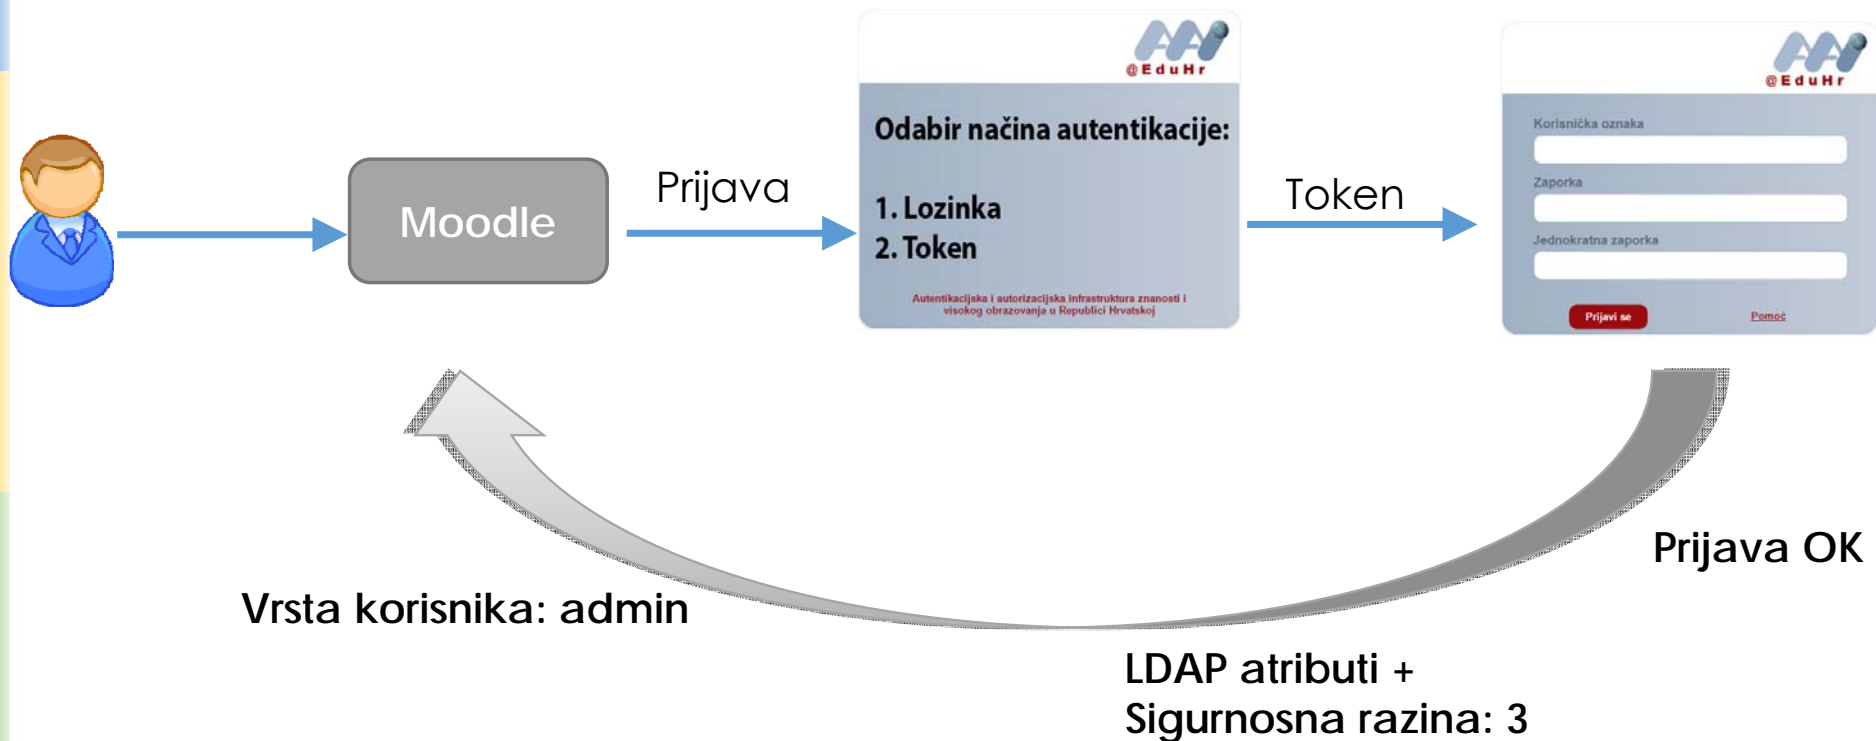 @EduHr
Odabir načina autentikacije:
1. Lozinka
2. Token
Autentikacijska i autorizacijska infrastruktura znanosti i
visokog obrazovanja u Republici Hrvatskoj
@EduHr
Korisnička oznaka
Zaporka
Jednokratna zaporka
Prijavi se
Pomoć
Moodle
Prijava
Token
Prijava OK
Vrsta korisnika: admin
LDAP atributi +
Sigurnosna razina: 3